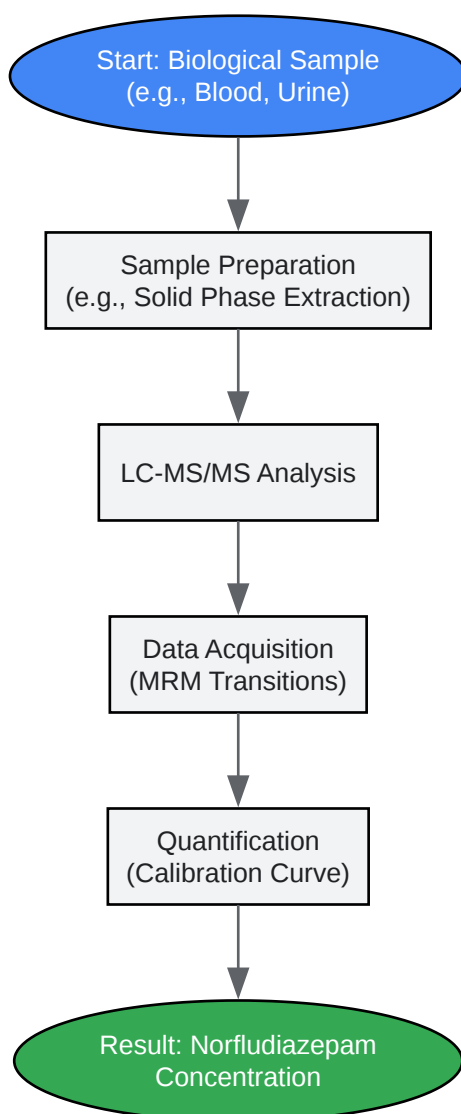 Start: Biological Sample
(e.g., Blood, Urine)
Sample Preparation
(e.g., Solid Phase Extraction)
LC-MS/MS Analysis
Data Acquisition
(MRM Transitions)
Quantification
(Calibration Curve)
Result: Norfludiazepam
Concentration